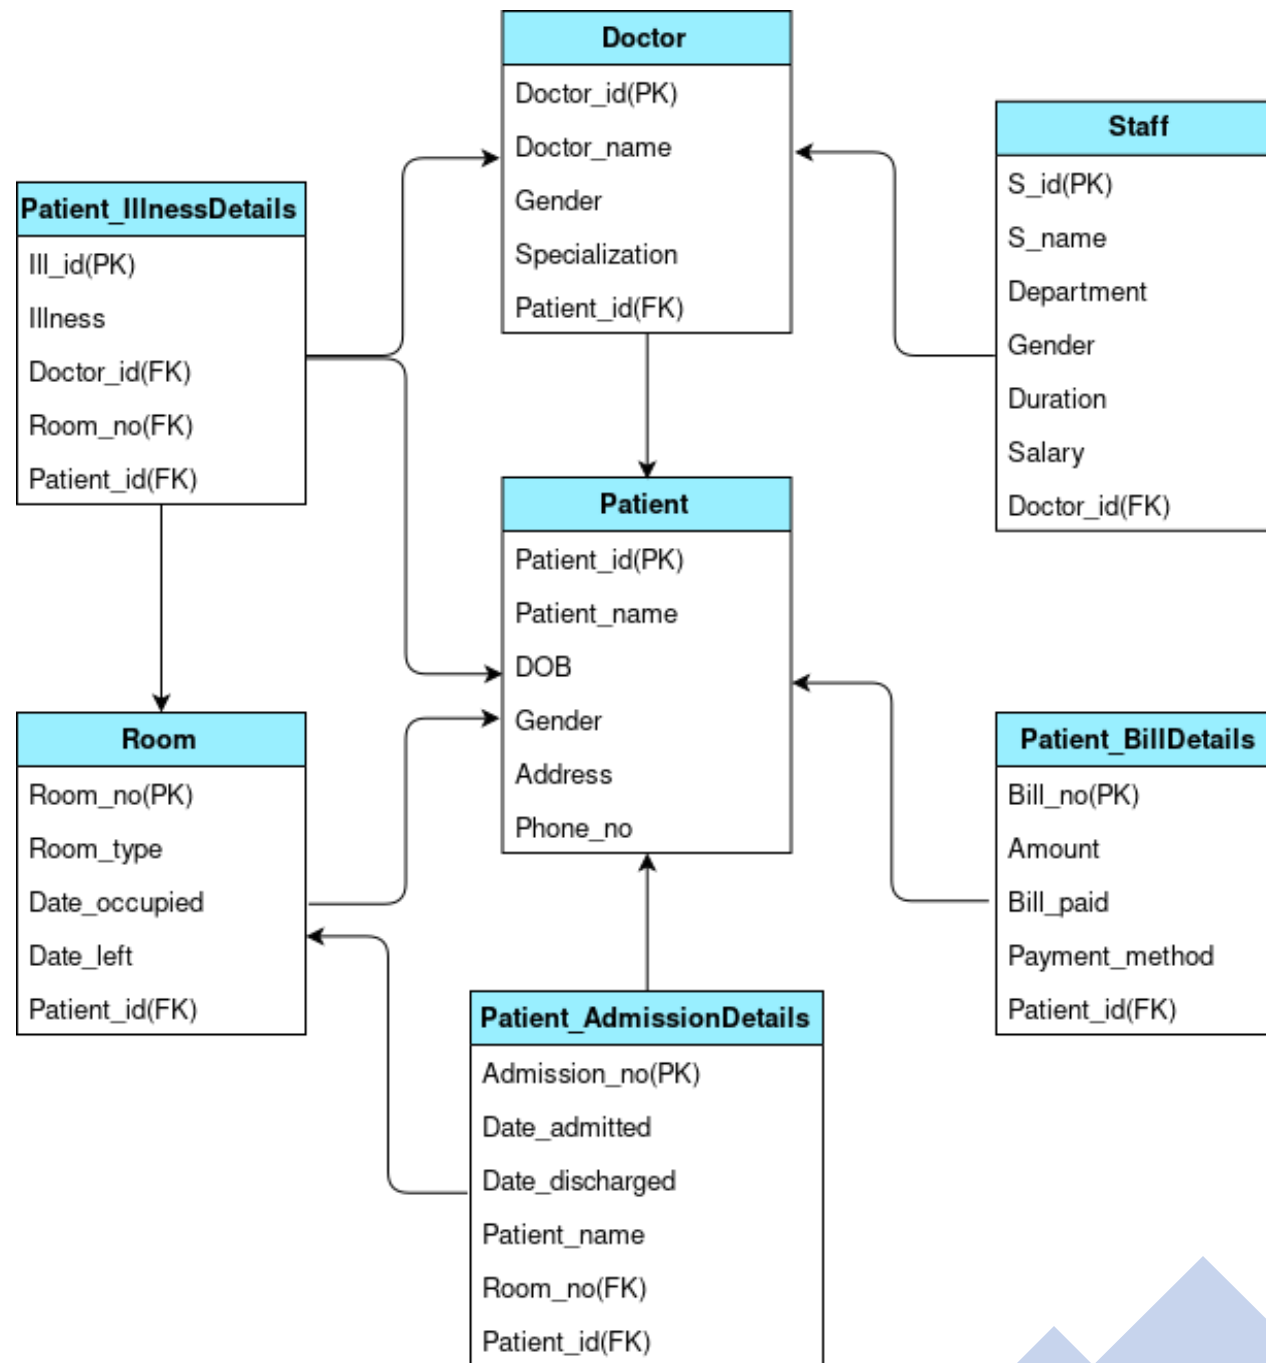 Doctor
Doctor_id(PK)
Doctor_name
Gender
Specialization
Patient_id(FK)
Staff
S_id(PK)
S_name
Department
Gender
Duration
Salary
Doctor_id(FK)
Patient_IllnessDetails
Ill_id(PK)
Illness
Doctor_id(FK)
Room_no(FK)
Patient_id(FK)
Patient
Patient_id(PK)
Patient_name
DOB
Gender
Address
Phone_no
Room
Room_no(PK)
Room_type
Date_occupied
Date_left
Patient_id(FK)
Patient_BillDetails
Bill_no(PK)
Amount
Bill_paid
Payment_method
Patient_id(FK)
Patient_AdmissionDetails
Admission_no(PK)
Date_admitted
Date_discharged
Patient_name
Room_no(FK)
Patient_id(FK)